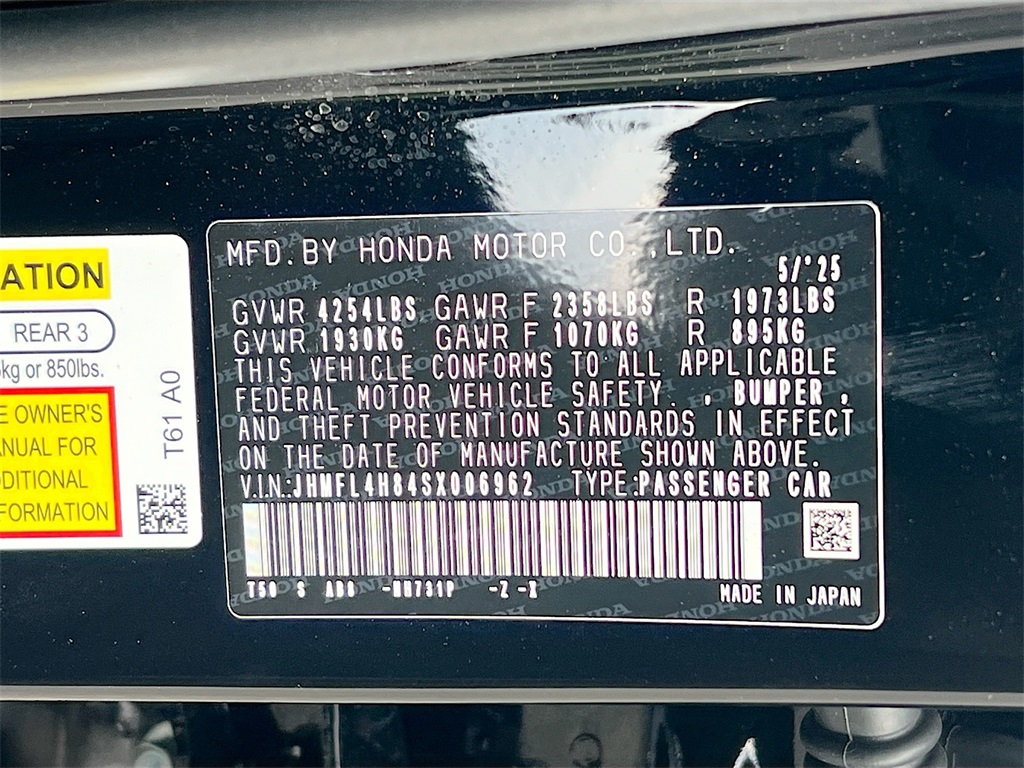 ATION
REAR 3
kg or 850lbs.
E OWNER'S
ANUAL FOR
DITIONAL
FORMATION
T61 A0
MFD. BY HONDA MOTOR CO., LTD.
5/'25
GVWR 4254LBS GAWR F 2358LBS R 1973LBS
GVWR 1930KG GAWR F 1070KG R 895KG
THIS VEHICLE CONFORMS TO ALL APPLICABLE
FEDERAL MOTOR VEHICLE SAFETY , BUMPER ,
AND THEFT PREVENTION STANDARDS IN EFFECT
ON THE DATE OF MANUFACTURE SHOWN ABOVE.
V.I.N.:JHMFL4H84SX006962 TYPE:PASSENGER CAR
T50 S AB0 -NH731P -Z -X
MADE IN JAPAN